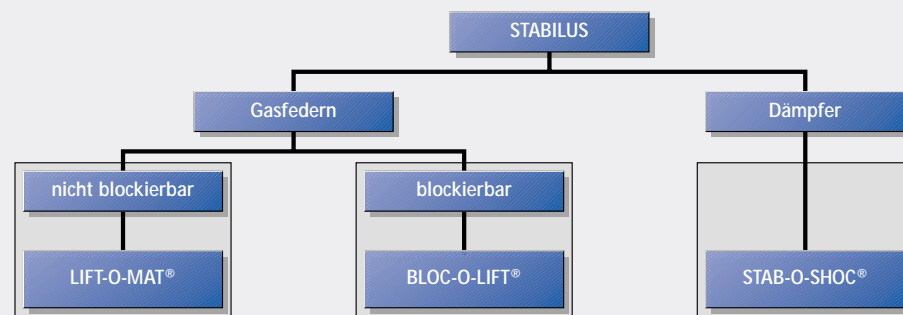 STABILUS
Gasfedern
Dämpfer
nicht blockierbar
blockierbar
LIFT-O-MAT®
BLOC-O-LIFT®
STAB-O-SHOC®